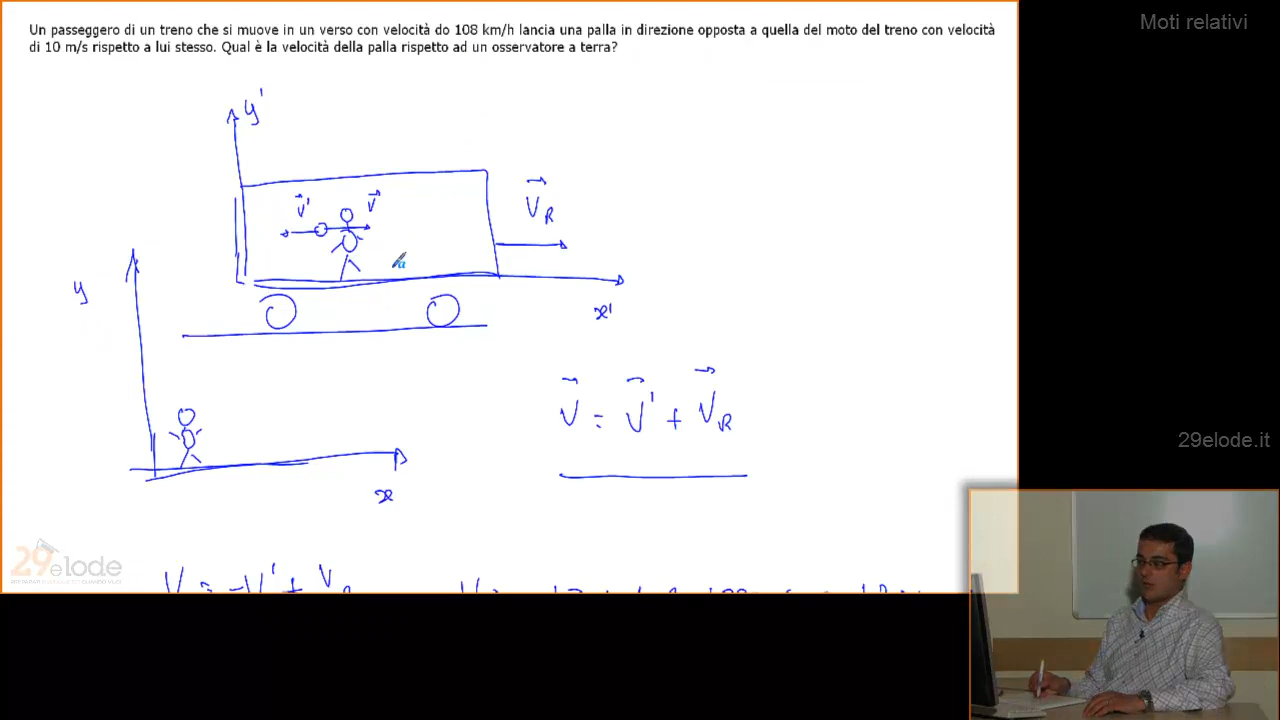 Moti relativi
Un passeggero di un treno che si muove in un verso con velocità do 108 km/h lancia una palla in direzione opposta a quella del moto del treno con velocità
di 10 m/s rispetto a lui stesso. Qual è la velocità della palla rispetto ad un osservatore a terra?
y'
V' V
V_R
y
x'
V = V' + V_R
29elode.it
x
29elode
V = -V' + V_R